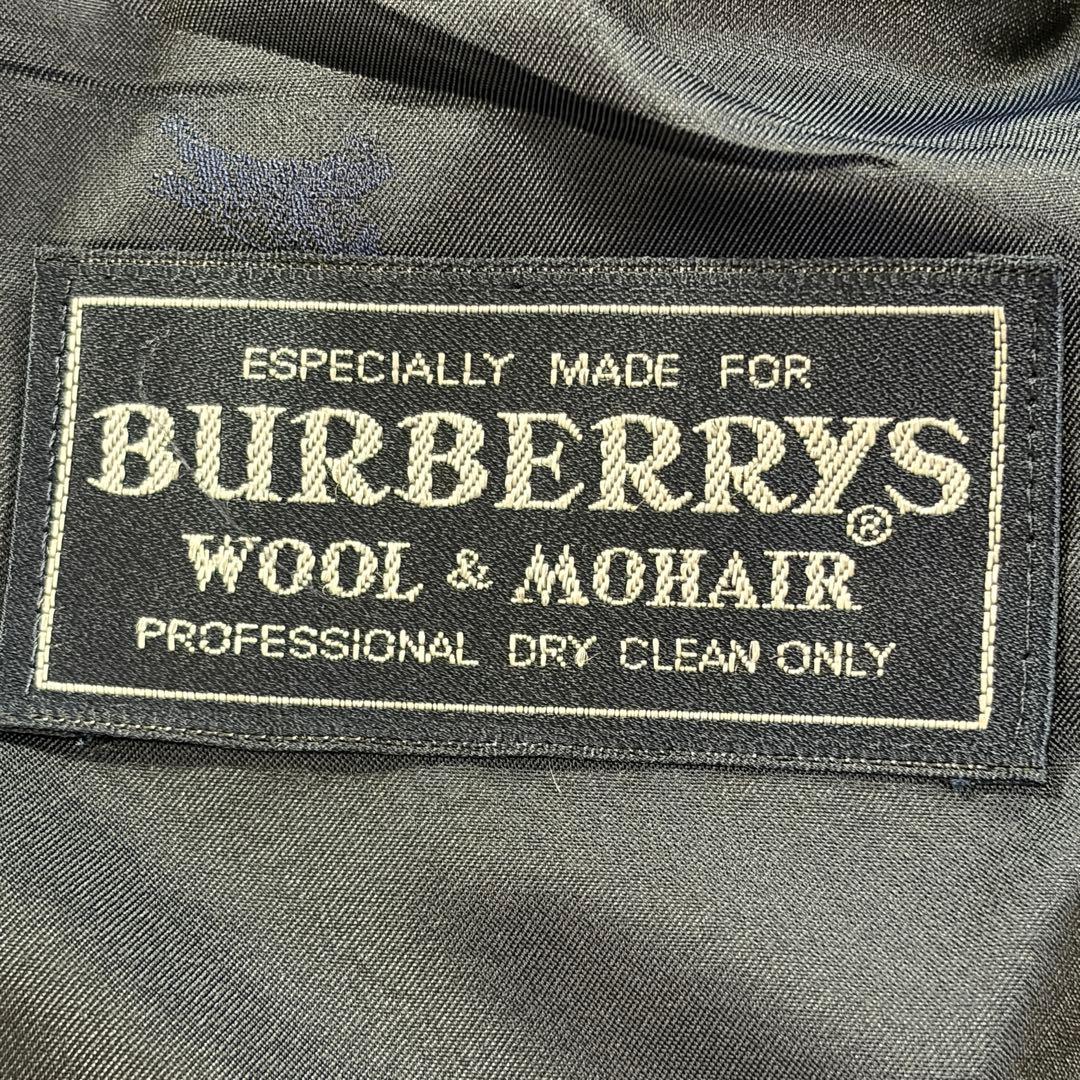 ESPECIALLY MADE FOR
BURBERRYS®
WOOL & MOHAIR
PROFESSIONAL DRY CLEAN ONLY